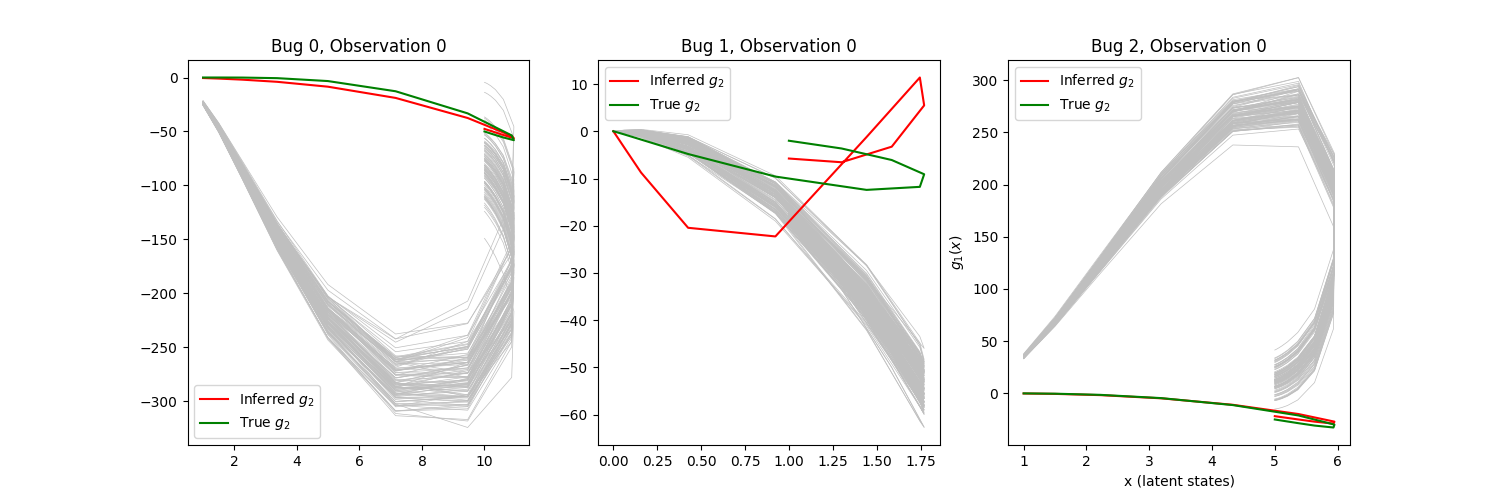 Bug 0, Observation 0
0
−50
−100
−150
−200
−250
−300
Inferred g₂
True g₂
2 4 6 8 10
Bug 1, Observation 0
Inferred g₂
True g₂
10
0
−10
−20
−30
−40
−50
−60
0.00 0.25 0.50 0.75 1.00 1.25 1.50 1.75
Bug 2, Observation 0
Inferred g₂
True g₂
g₁(x)
300
250
200
150
100
50
0
1 2 3 4 5 6
x (latent states)